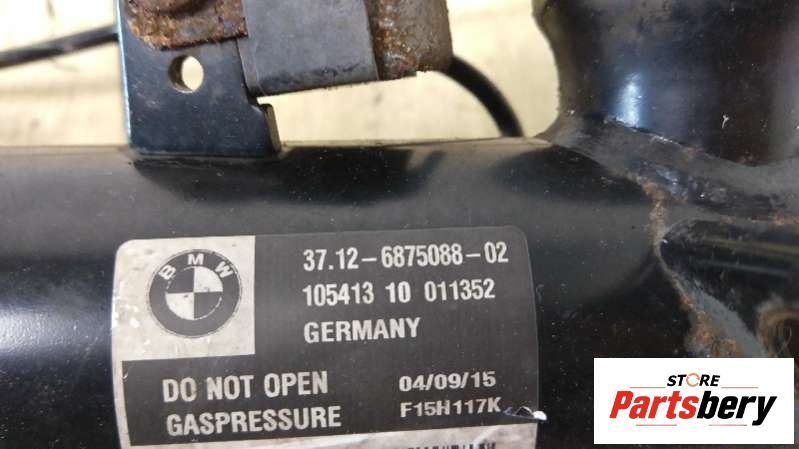 BMW
37.12-6875088-02
105413 10 011352
GERMANY
DO NOT OPEN 04/09/15
GASPRESSURE F15H117K
STORE
Partsbery